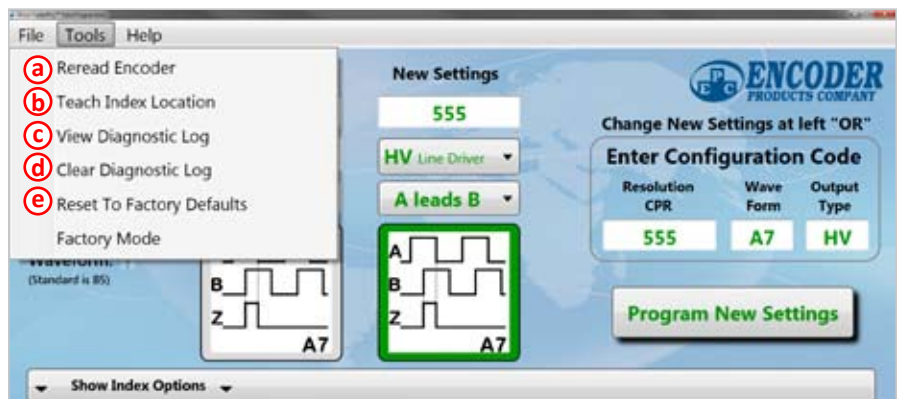 File Tools Help
a Reread Encoder
b Teach Index Location
c View Diagnostic Log
d Clear Diagnostic Log
e Reset To Factory Defaults
Factory Mode
New Settings
555
HV Line Driver
A leads B
EPC
ENCODER
PRODUCTS COMPANY
Change New Settings at left "OR"
Enter Configuration Code
Resolution CPR
Wave Form
Output Type
555 A7 HV
Program New Settings
Waveform:
(Standard is 85)
B
Z
A7
A
B
Z
A7
Show Index Options